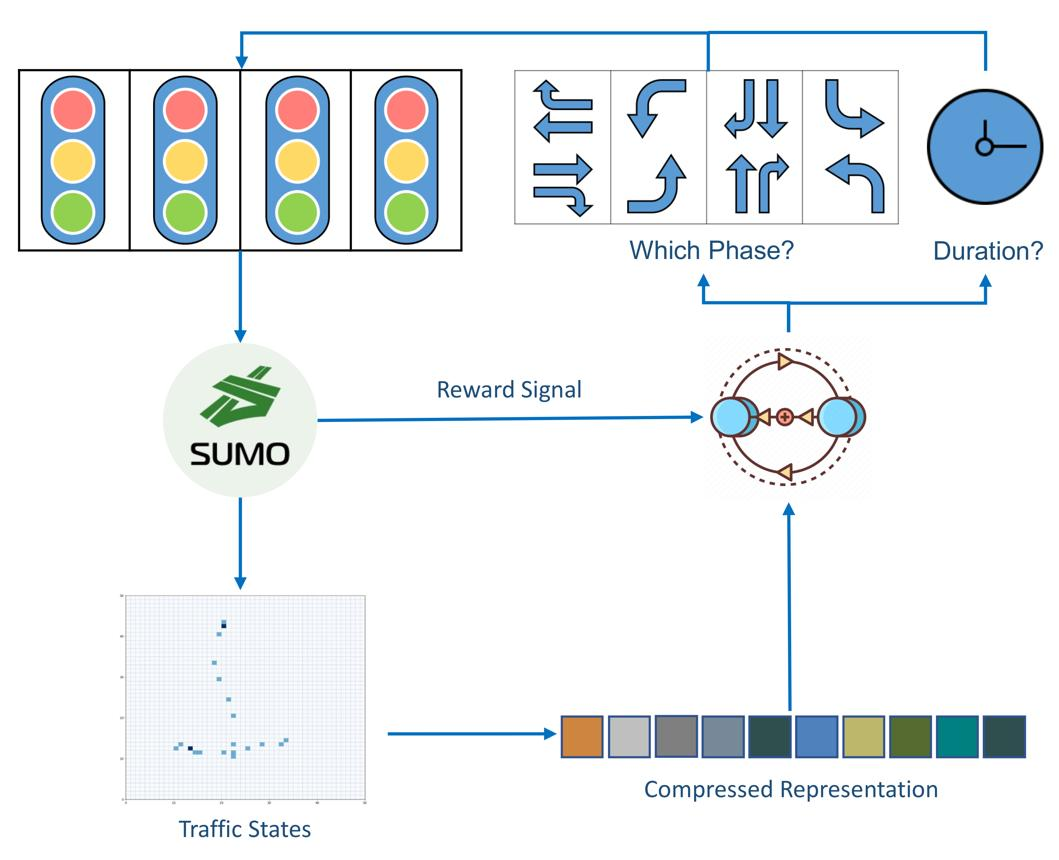 Which Phase?
Duration?
Reward Signal
SUMO
Compressed Representation
Traffic States